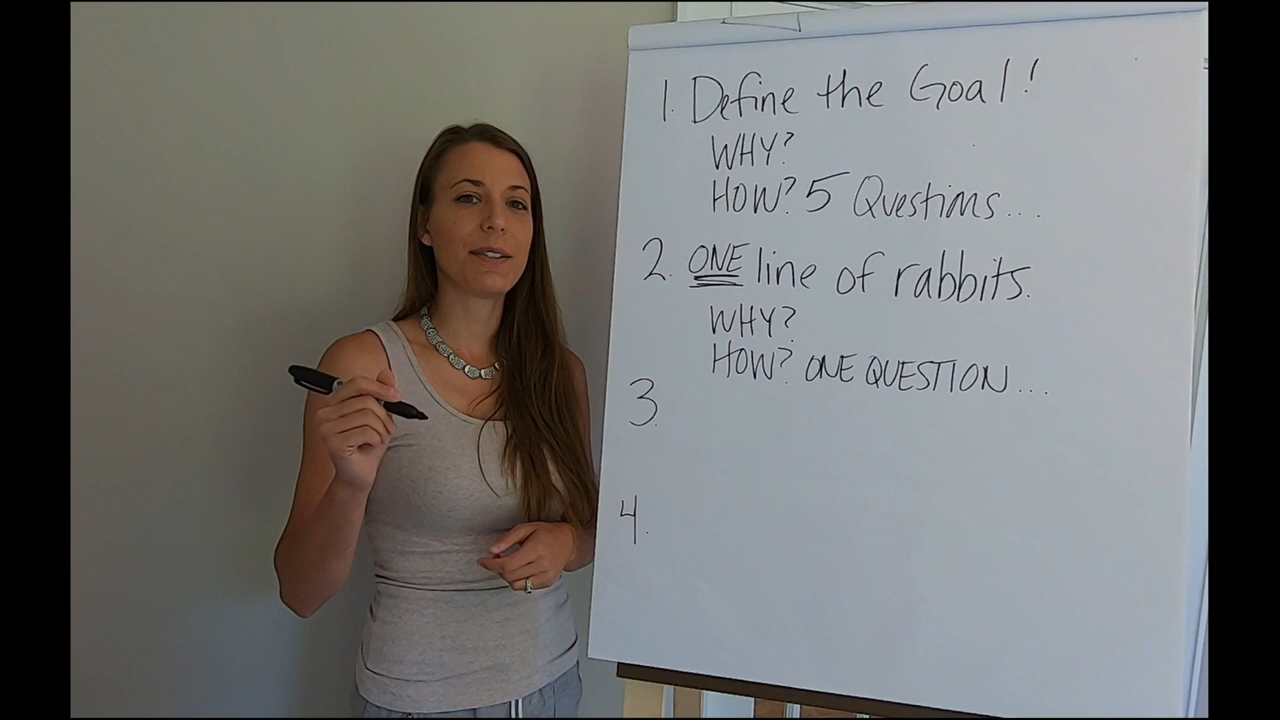 1. Define the Goal!
WHY?
HOW? 5 Questions...
2. ONE line of rabbits.
WHY?
HOW? ONE QUESTION...
3.
4.